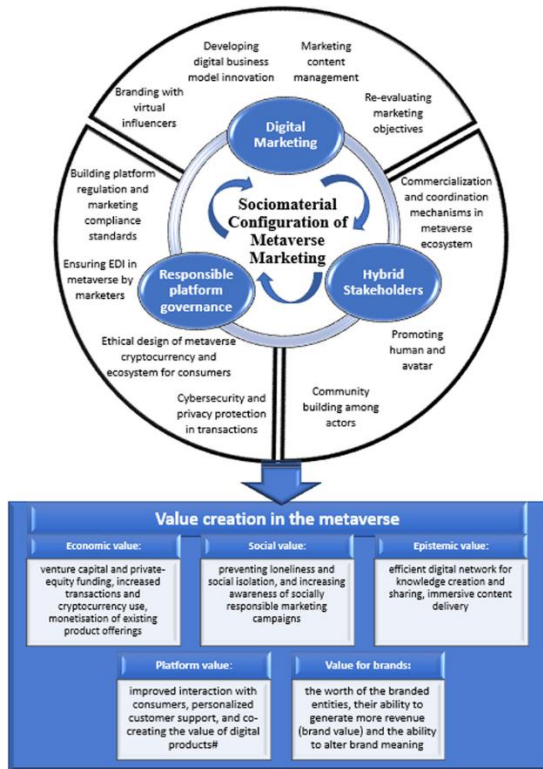 Developing
digital business
model innovation
Marketing
content
management
Branding with
virtual
influencers
Re-evaluating
marketing
objectives
Digital
Marketing
Building platform
regulation and
marketing
compliance
standards
Commercialization
and coordination
mechanisms in
metaverse
ecosystem
Sociomaterial
Configuration of
Metaverse
Marketing
Ensuring EDI in
metaverse by
marketers
Responsible
platform
governance
Hybrid
Stakeholders
Ethical design of metaverse
cryptocurrency and
ecosystem for consumers
Promoting
human and
avatar
Cybersecurity and
privacy protection
in transactions
Community
building among
actors
Value creation in the metaverse
Economic value:
venture capital and private-
equity funding, increased
transactions and
cryptocurrency use,
monetisation of existing
product offerings
Social value:
preventing loneliness and
social isolation, and increasing
awareness of socially
responsible marketing
campaigns
Epistemic value:
efficient digital network for
knowledge creation and
sharing, immersive content
delivery
Platform value:
improved interaction with
consumers, personalized
customer support, and co-
creating the value of digital
products#
Value for brands:
the worth of the branded
entities, their ability to
generate more revenue
(brand value) and the ability
to alter brand meaning